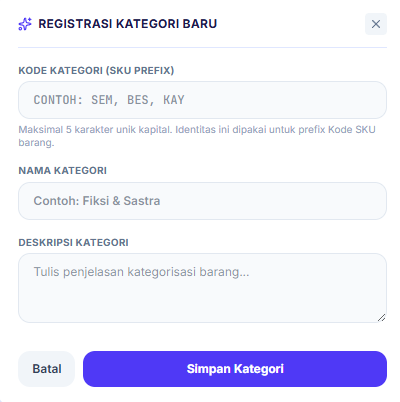 REGISTRASI KATEGORI BARU
KODE KATEGORI (SKU PREFIX)
CONTOH: SEM, BES, KAY
Maksimal 5 karakter unik kapital. Identitas ini dipakai untuk prefix Kode SKU
barang.
NAMA KATEGORI
Contoh: Fiksi & Sastra
DESKRIPSI KATEGORI
Tulis penjelasan kategorisasi barang...
Batal
Simpan Kategori